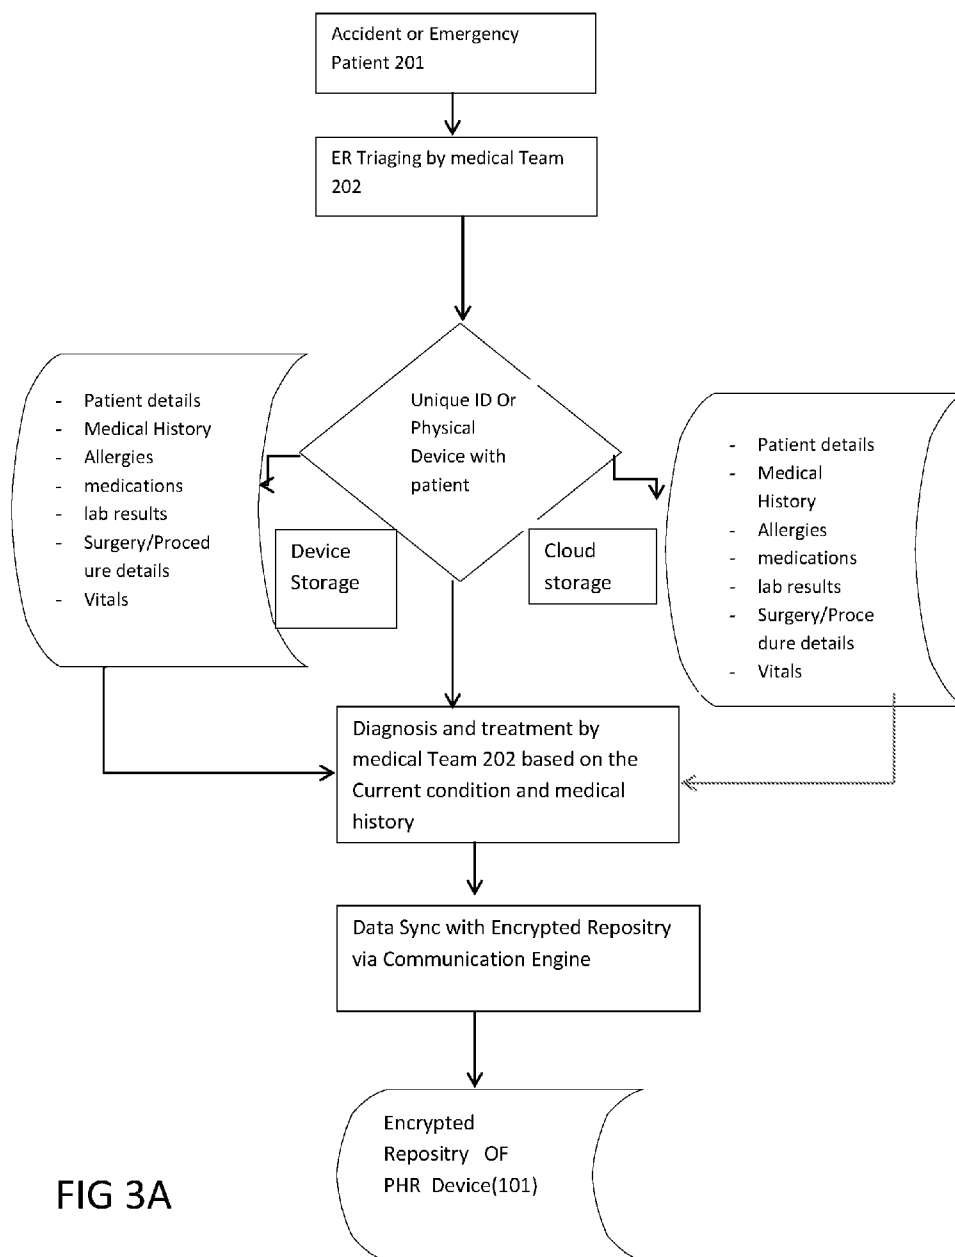 Accident or Emergency
Patient 201
ER Triaging by medical Team
202
Unique ID Or
Physical
Device with
patient
- Patient details
- Medical History
- Allergies
- medications
- lab results
- Surgery/Proced
ure details
- Vitals
Device
Storage
Cloud
storage
- Patient details
- Medical
History
- Allergies
- medications
- lab results
- Surgery/Proce
dure details
- Vitals
Diagnosis and treatment by
medical Team 202 based on the
Current condition and medical
history
Data Sync with Encrypted Repositry
via Communication Engine
Encrypted
Repositry OF
PHR Device(101)
FIG 3A